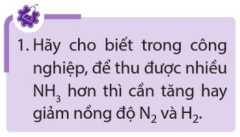 1. Hãy cho biết trong công
nghiệp, để thu được nhiều
NH₃ hơn thì cần tăng hay
giảm nồng độ N₂ và H₂.